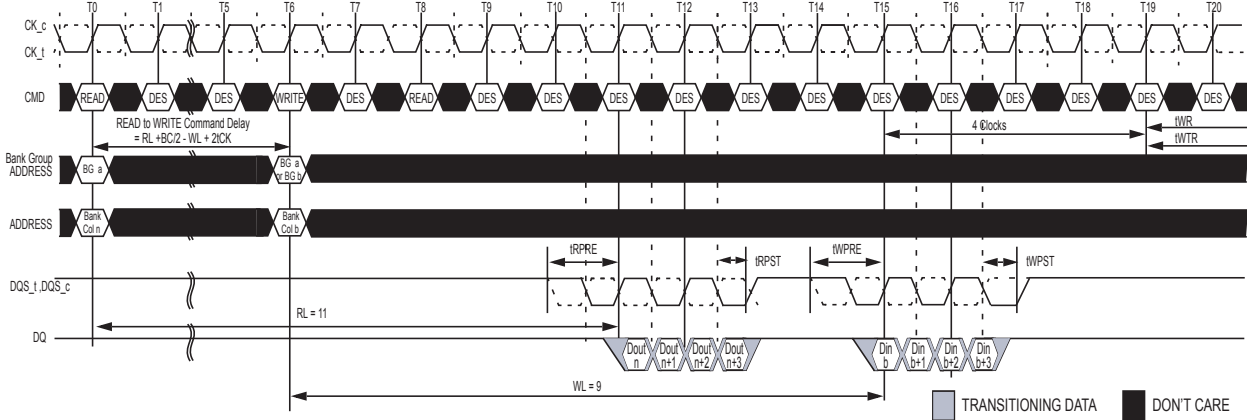 T0 T1 T5 T6 T7 T8 T9 T10 T11 T12 T13 T14 T15 T16 T17 T18 T19 T20
CK_c
CK_t
CMD READ DES DES WRITE DES READ DES DES DES DES DES DES DES DES DES DES DES DES
READ to WRITE Command Delay
= RL +BC/2 - WL + 2tCK
4 Clocks
tWR
tWTR
Bank Group
ADDRESS
BG a
BG a
or BG b
ADDRESS
Bank
Col n
Bank
Col b
tRPRE
tRPST
tWPRE
tWPST
DQS_t ,DQS_c
RL = 11
DQ
Dout
n
Dout
n+1
Dout
n+2
Dout
n+3
Din
b
Din
b+1
Din
b+2
Din
b+3
WL = 9
TRANSITIONING DATA
DON'T CARE